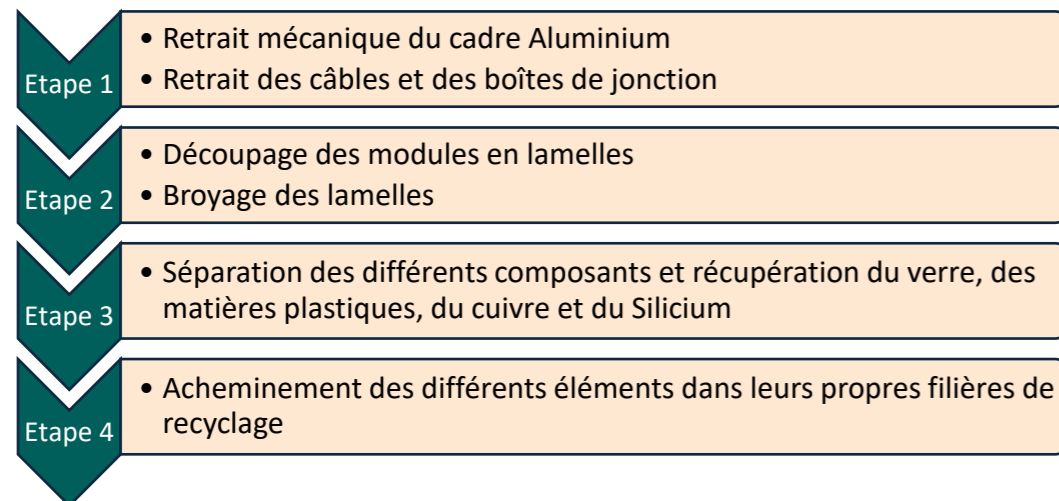 Etape 1
• Retrait mécanique du cadre Aluminium
• Retrait des câbles et des boîtes de jonction
Etape 2
• Découpage des modules en lamelles
• Broyage des lamelles
Etape 3
• Séparation des différents composants et récupération du verre, des
matières plastiques, du cuivre et du Silicium
Etape 4
• Acheminement des différents éléments dans leurs propres filières de
recyclage